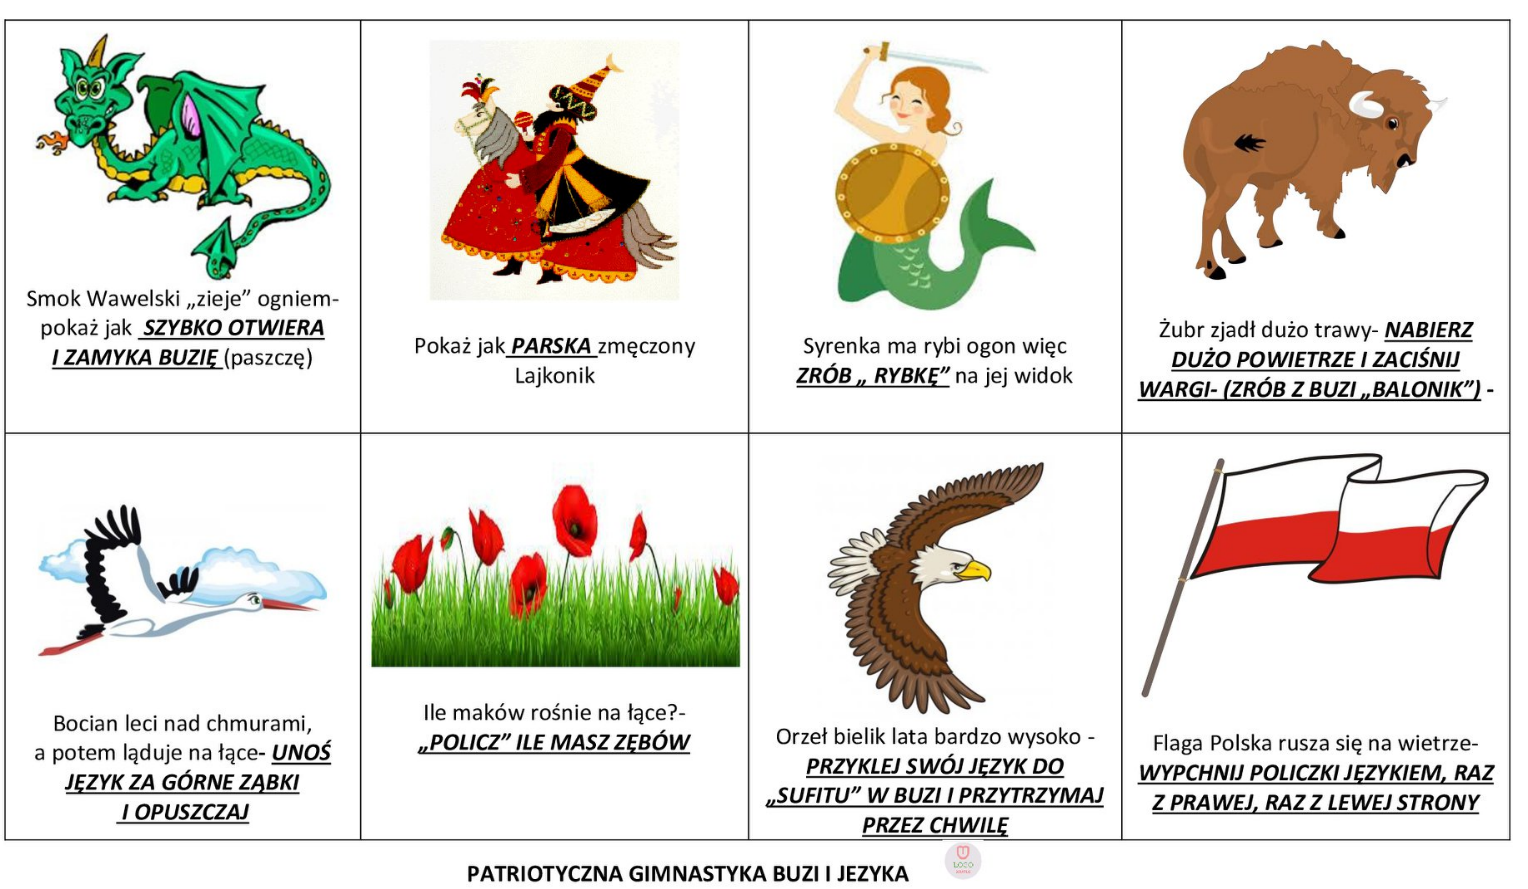 Smok Wawelski „zieje” ogniem-
pokaż jak SZYBKO OTWIERA
I ZAMYKA BUZIĘ (paszczę)
Pokaż jak PARSKA zmęczony
Lajkonik
Syrenka ma rybi ogon więc
ZRÓB „ RYBKĘ” na jej widok
Żubr zjadł dużo trawy- NABIERZ
DUŻO POWIETRZE I ZACIŚNIJ
WARGI- (ZRÓB Z BUZI „BALONIK”) -
Bocian leci nad chmurami,
a potem ląduje na łące- UNOŚ
JĘZYK ZA GÓRNE ZĄBKI
I OPUSZCZAJ
Ile maków rośnie na łące?-
„POLICZ” ILE MASZ ZĘBÓW
Orzeł bielik lata bardzo wysoko -
PRZYKLEJ SWÓJ JĘZYK DO
„SUFITU” W BUZI I PRZYTRZYMAJ
PRZEZ CHWILĘ
Flaga Polska rusza się na wietrze-
WYPCHNIJ POLICZKI JĘZYKIEM, RAZ
Z PRAWEJ, RAZ Z LEWEJ STRONY
PATRIOTYCZNA GIMNASTYKA BUZI I JEZYKA